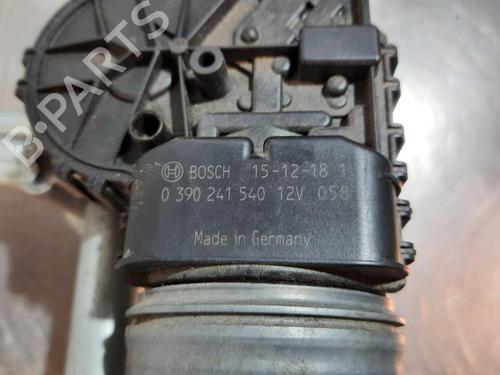 BOSCH 15-12-18 1
0 390 241 540 12V 058
Made in Germany
B-PARTS